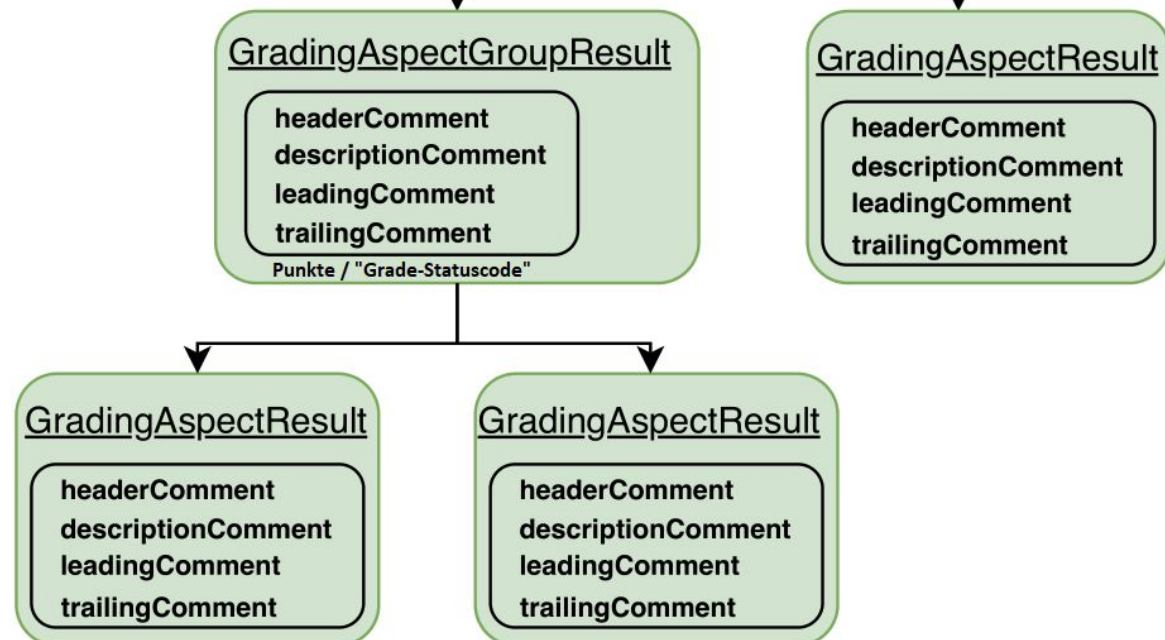 GradingAspectGroupResult
headerComment
descriptionComment
leadingComment
trailingComment
Punkte / "Grade-Statuscode"
GradingAspectResult
headerComment
descriptionComment
leadingComment
trailingComment
GradingAspectResult
headerComment
descriptionComment
leadingComment
trailingComment
GradingAspectResult
headerComment
descriptionComment
leadingComment
trailingComment